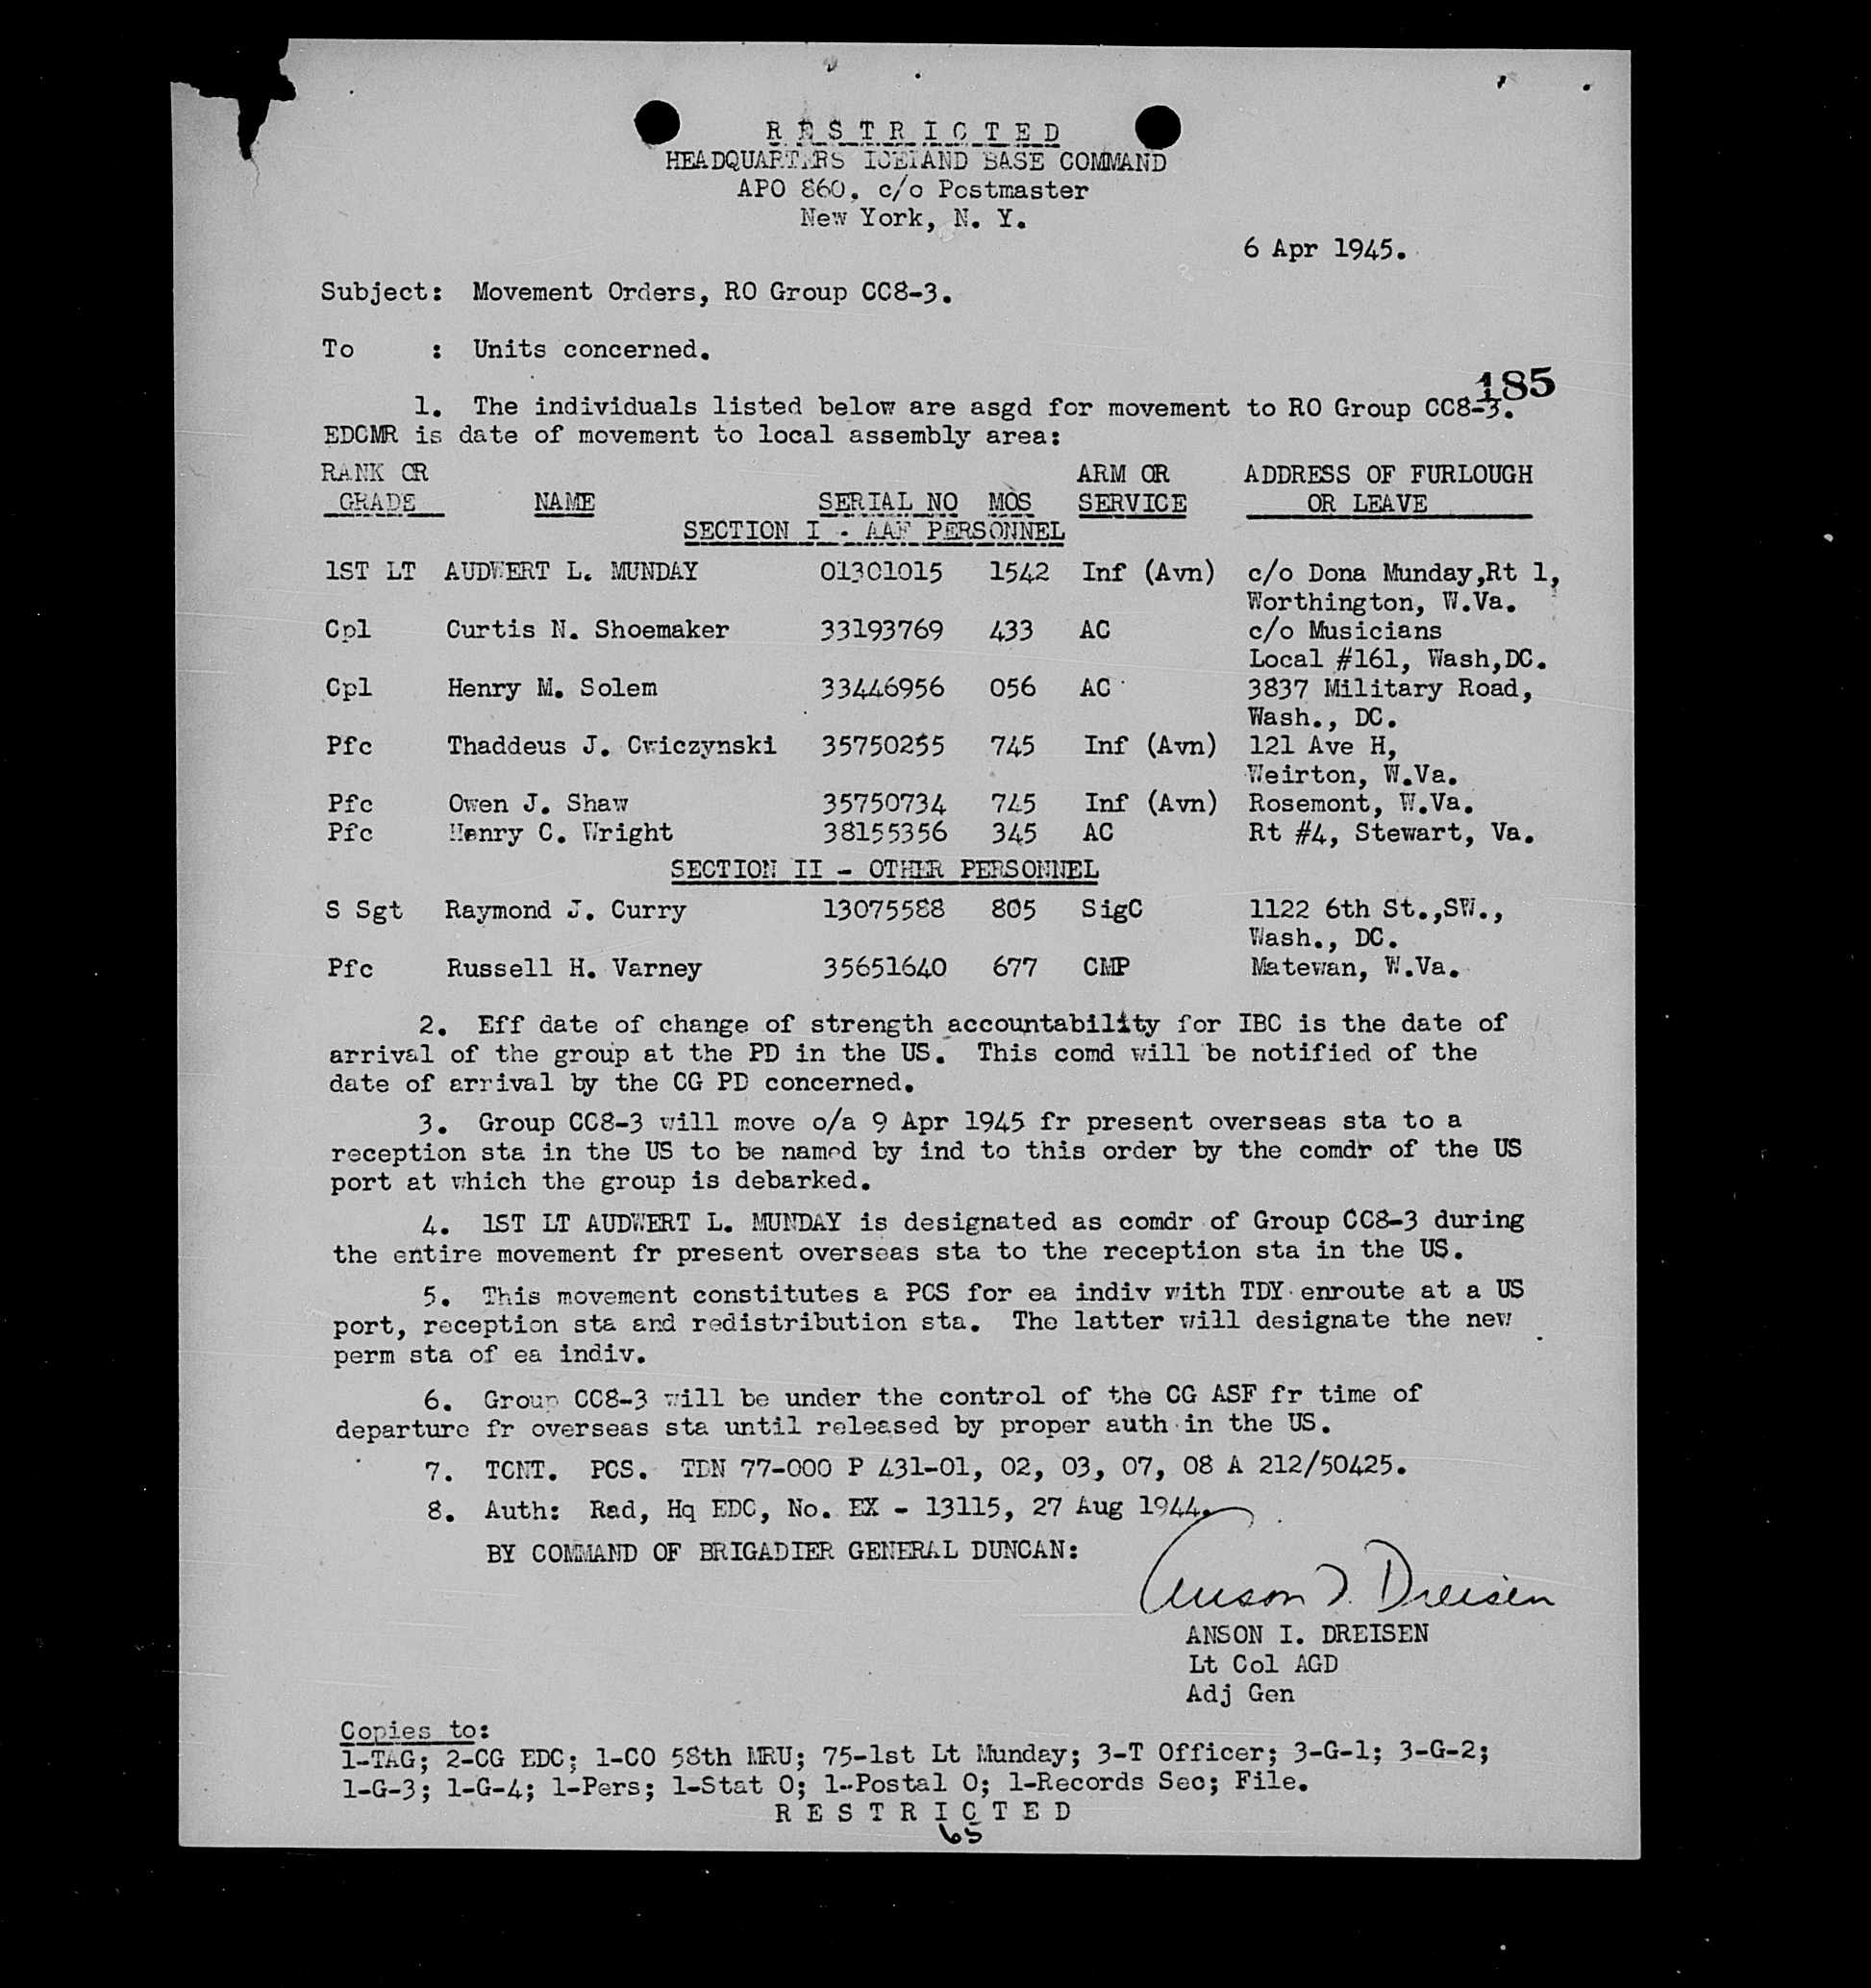 R E S T R I C T E D
HEADQUARTERS ICELAND BASE COMMAND
APO 860, c/o Postmaster
New York, N. Y.
6 Apr 1945.
Subject: Movement Orders, RO Group CC8-3.
To : Units concerned.
185
1. The individuals listed below are asgd for movement to RO Group CC8-3.
EDCMR is date of movement to local assembly area:
RANK OR ARM OR ADDRESS OF FURLOUGH
GRADE NAME SERIAL NO MOS SERVICE OR LEAVE
SECTION I - AAF PERSONNEL
1ST LT AUDWERT L. MUNDAY 01301015 1542 Inf (Avn) c/o Dona Munday,Rt 1,
Worthington, W.Va.
Cpl Curtis N. Shoemaker 33193769 433 AC c/o Musicians
Local #161, Wash,DC.
Cpl Henry M. Solem 33446956 056 AC 3837 Military Road,
Wash., DC.
Pfc Thaddeus J. Cwiczynski 35750255 745 Inf (Avn) 121 Ave H,
Weirton, W.Va.
Pfc Owen J. Shaw 35750734 745 Inf (Avn) Rosemont, W.Va.
Pfc Henry C. Wright 38155356 345 AC Rt #4, Stewart, Va.
SECTION II - OTHER PERSONNEL
S Sgt Raymond J. Curry 13075588 805 SigC 1122 6th St.,SW.,
Wash., DC.
Pfc Russell H. Varney 35651640 677 CMP Matewan, W.Va.
2. Eff date of change of strength accountability for IBC is the date of
arrival of the group at the PD in the US. This comd will be notified of the
date of arrival by the CG PD concerned.
3. Group CC8-3 will move o/a 9 Apr 1945 fr present overseas sta to a
reception sta in the US to be named by ind to this order by the comdr of the US
port at which the group is debarked.
4. 1ST LT AUDWERT L. MUNDAY is designated as comdr of Group CC8-3 during
the entire movement fr present overseas sta to the reception sta in the US.
5. This movement constitutes a PCS for ea indiv with TDY enroute at a US
port, reception sta and redistribution sta. The latter will designate the new
perm sta of ea indiv.
6. Group CC8-3 will be under the control of the CG ASF fr time of
departure fr overseas sta until released by proper auth in the US.
7. TCNT. PCS. TDN 77-000 P 431-01, 02, 03, 07, 08 A 212/50425.
8. Auth: Rad, Hq EDC, No. EX - 13115, 27 Aug 1944.
BY COMMAND OF BRIGADIER GENERAL DUNCAN:
Anson I. Dreisen
ANSON I. DREISEN
Lt Col AGD
Adj Gen
Copies to:
1-TAG; 2-CG EDC; 1-CO 58th MRU; 75-1st Lt Munday; 3-T Officer; 3-G-1; 3-G-2;
1-G-3; 1-G-4; 1-Pers; 1-Stat O; 1-Postal O; 1-Records Sec; File.
R E S T R I C T E D
65